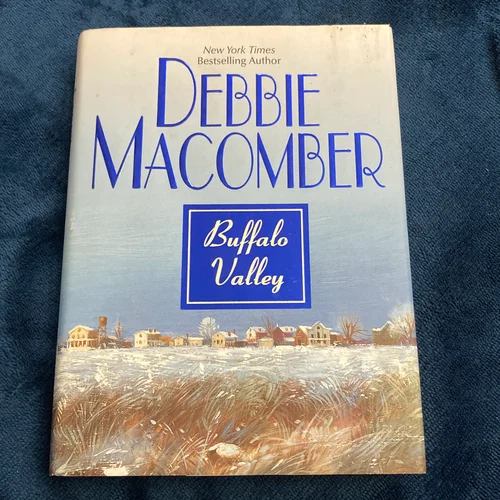 New York Times
Bestselling Author
DEBBIE
MACOMBER
Buffalo
Valley